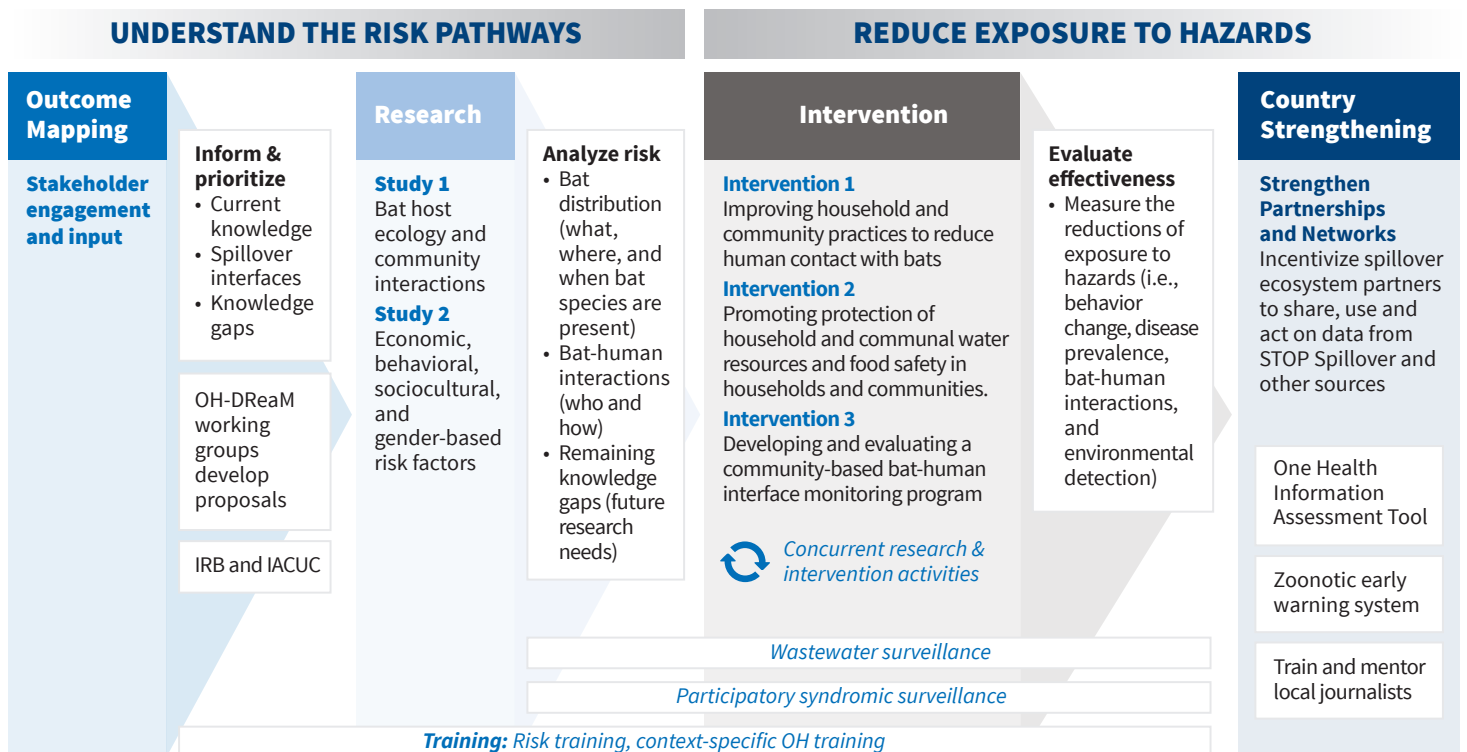 UNDERSTAND THE RISK PATHWAYS
REDUCE EXPOSURE TO HAZARDS
Outcome
Mapping
Stakeholder
engagement
and input
Inform &
prioritize
• Current
knowledge
• Spillover
interfaces
• Knowledge
gaps
OH-DReaM
working
groups
develop
proposals
IRB and IACUC
Research
Study 1
Bat host
ecology and
community
interactions
Study 2
Economic,
behavioral,
sociocultural,
and
gender-based
risk factors
Analyze risk
• Bat
distribution
(what,
where, and
when bat
species are
present)
• Bat-human
interactions
(who and
how)
• Remaining
knowledge
gaps (future
research
needs)
Intervention
Intervention 1
Improving household and
community practices to reduce
human contact with bats
Intervention 2
Promoting protection of
household and communal water
resources and food safety in
households and communities.
Intervention 3
Developing and evaluating a
community-based bat-human
interface monitoring program
Concurrent research &
intervention activities
Evaluate
effectiveness
• Measure the
reductions of
exposure to
hazards (i.e.,
behavior
change, disease
prevalence,
bat-human
interactions,
and
environmental
detection)
Country
Strengthening
Strengthen
Partnerships
and Networks
Incentivize spillover
ecosystem partners
to share, use and
act on data from
STOP Spillover and
other sources
One Health
Information
Assessment Tool
Zoonotic early
warning system
Train and mentor
local journalists
Wastewater surveillance
Participatory syndromic surveillance
Training: Risk training, context-specific OH training